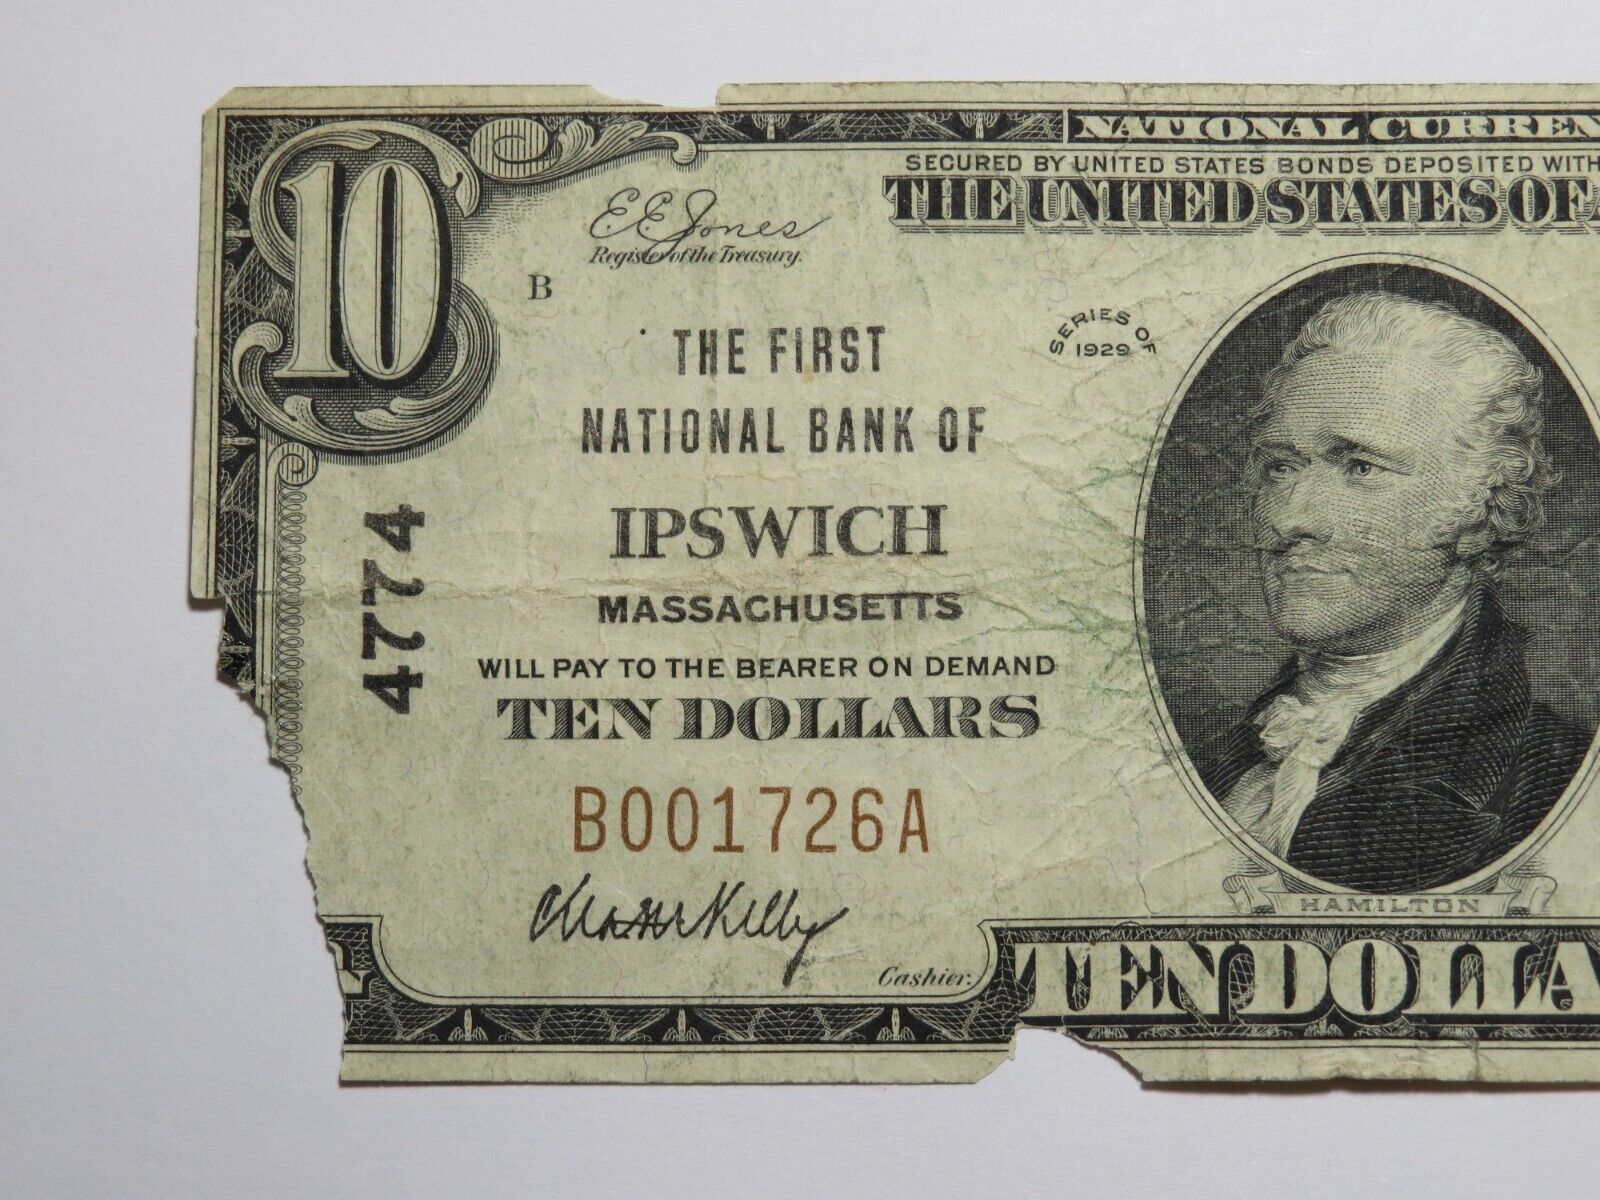 10
NATIONAL CURREN
SECURED BY UNITED STATES BONDS DEPOSITED WITH
THE UNITED STATES OF
E.E. Jones
Register of the Treasury.
B
SERIES OF
1929
THE FIRST
NATIONAL BANK OF
IPSWICH
MASSACHUSETTS
4774
WILL PAY TO THE BEARER ON DEMAND
TEN DOLLARS
B001726A
Kelly
Cashier.
HAMILTON
TEN DOLLA